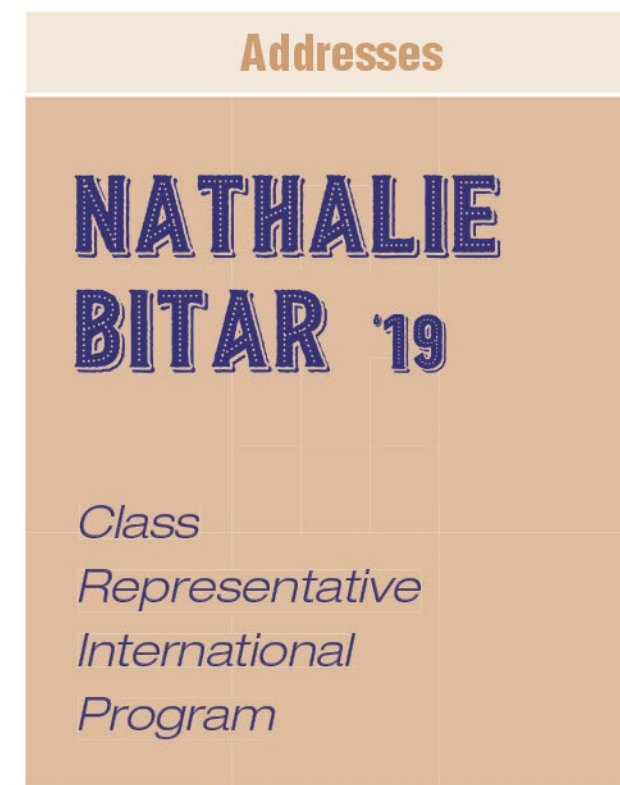 Addresses
NATHALIE
BITAR '19
Class
Representative
International
Program